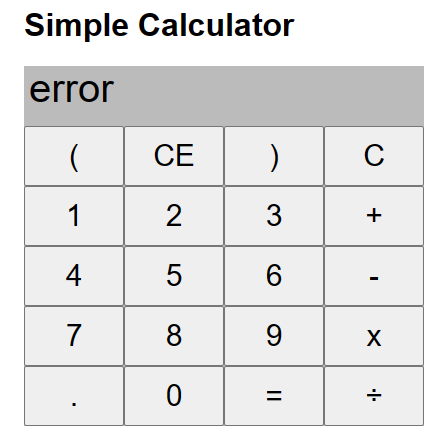 Simple Calculator
error
( CE ) C
1 2 3 +
4 5 6 -
7 8 9 x
. 0 = ÷